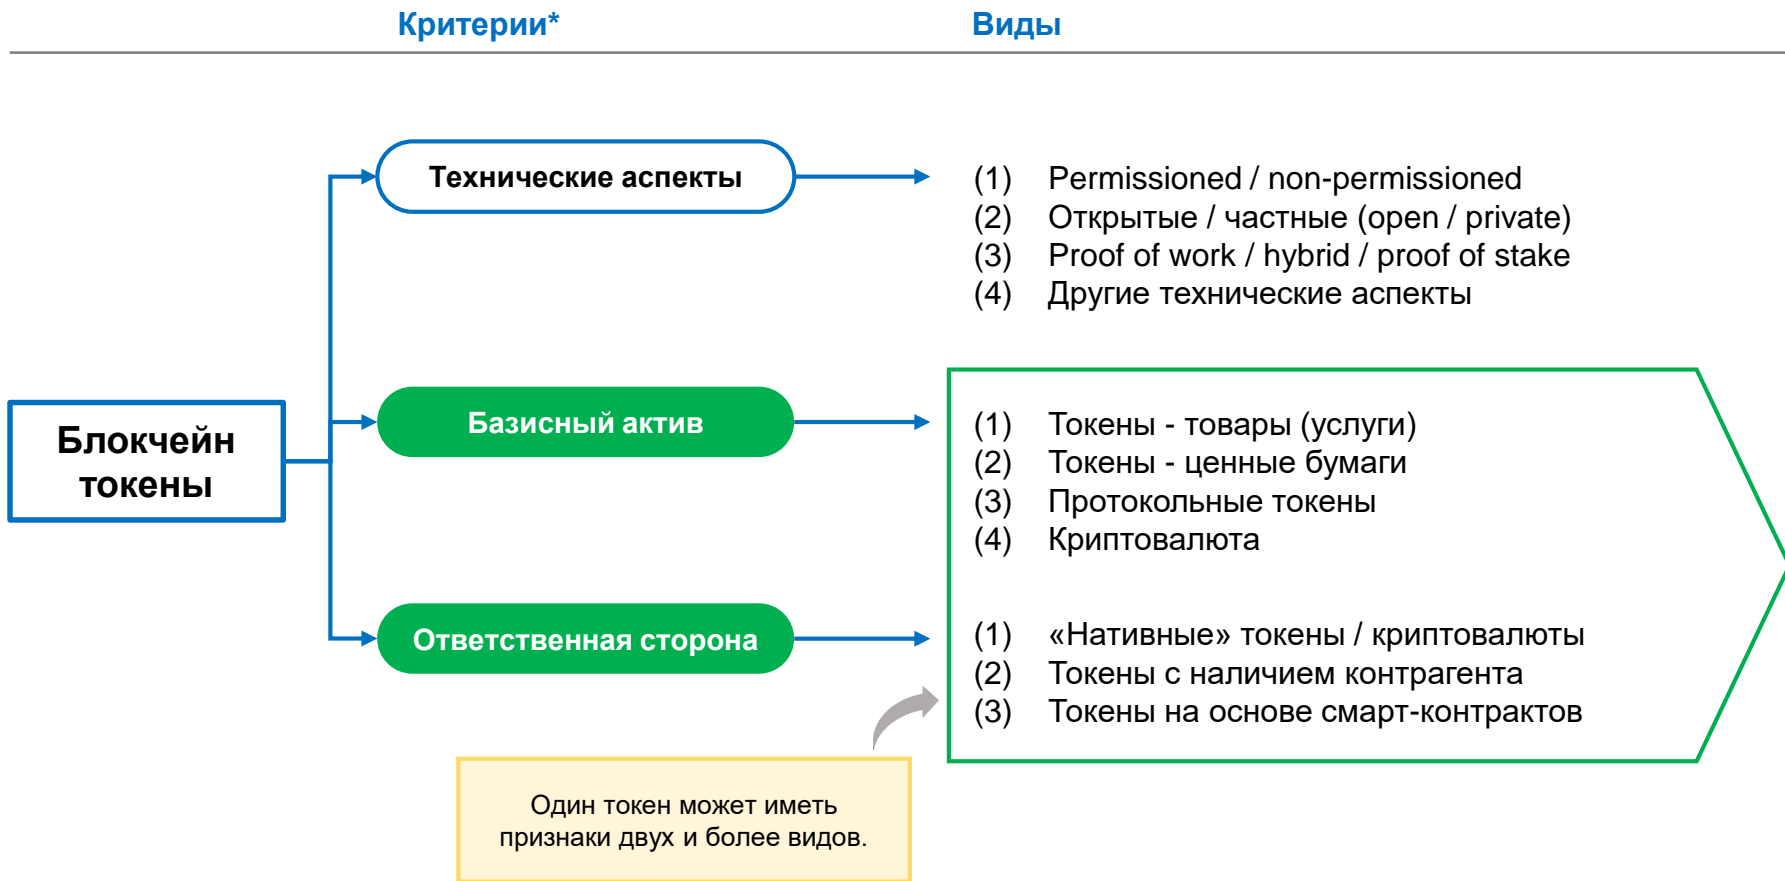 Критерии*
Виды
Блокчейн
токены
Технические аспекты
(1) Permissioned / non-permissioned
(2) Открытые / частные (open / private)
(3) Proof of work / hybrid / proof of stake
(4) Другие технические аспекты
Базисный актив
(1) Токены - товары (услуги)
(2) Токены - ценные бумаги
(3) Протокольные токены
(4) Криптовалюта
Ответственная сторона
(1) «Нативные» токены / криптовалюты
(2) Токены с наличием контрагента
(3) Токены на основе смарт-контрактов
Один токен может иметь
признаки двух и более видов.